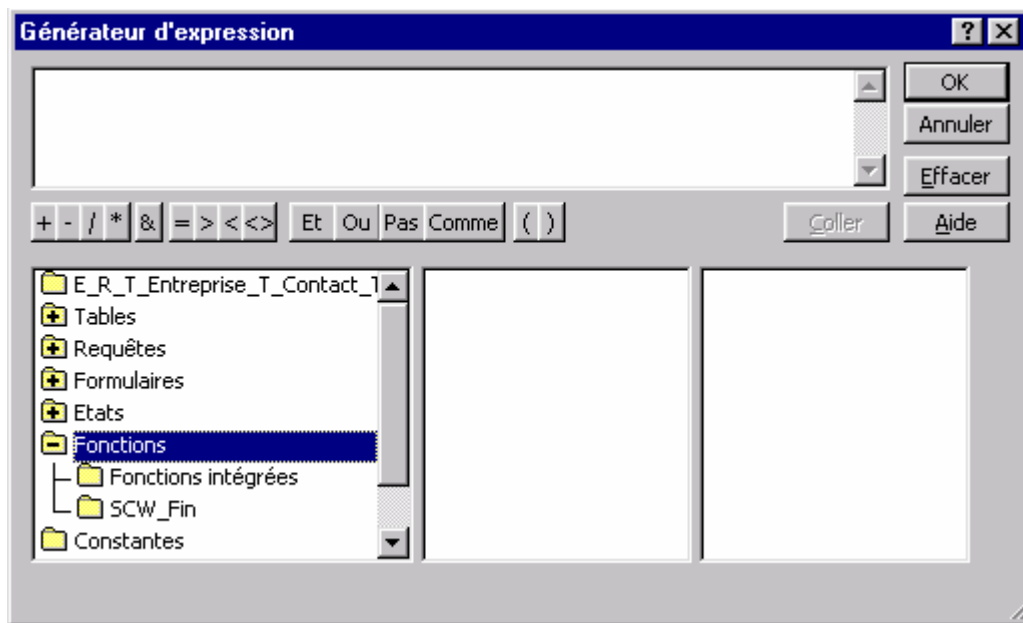 Générateur d'expression
OK
Annuler
Effacer
+ - / * & = > < <> Et Ou Pas Comme ( ) Coller Aide
E_R_T_Entreprise_T_Contact_T
Tables
Requêtes
Formulaires
Etats
Fonctions
Fonctions intégrées
SCW_Fin
Constantes